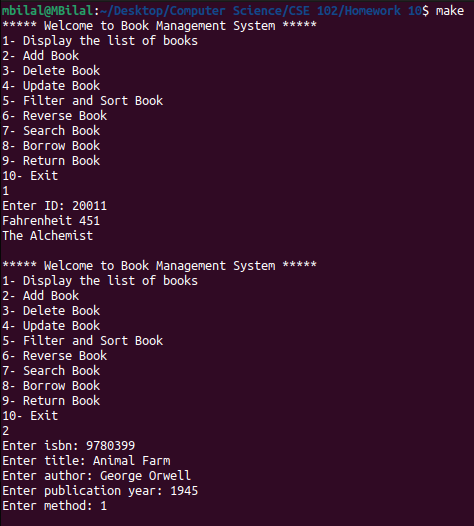 mbilal@MBilal:~/Desktop/Computer Science/CSE 102/Homework 10$ make
***** Welcome to Book Management System *****
1- Display the list of books
2- Add Book
3- Delete Book
4- Update Book
5- Filter and Sort Book
6- Reverse Book
7- Search Book
8- Borrow Book
9- Return Book
10- Exit
1
Enter ID: 20011
Fahrenheit 451
The Alchemist
***** Welcome to Book Management System *****
1- Display the list of books
2- Add Book
3- Delete Book
4- Update Book
5- Filter and Sort Book
6- Reverse Book
7- Search Book
8- Borrow Book
9- Return Book
10- Exit
2
Enter isbn: 9780399
Enter title: Animal Farm
Enter author: George Orwell
Enter publication year: 1945
Enter method: 1